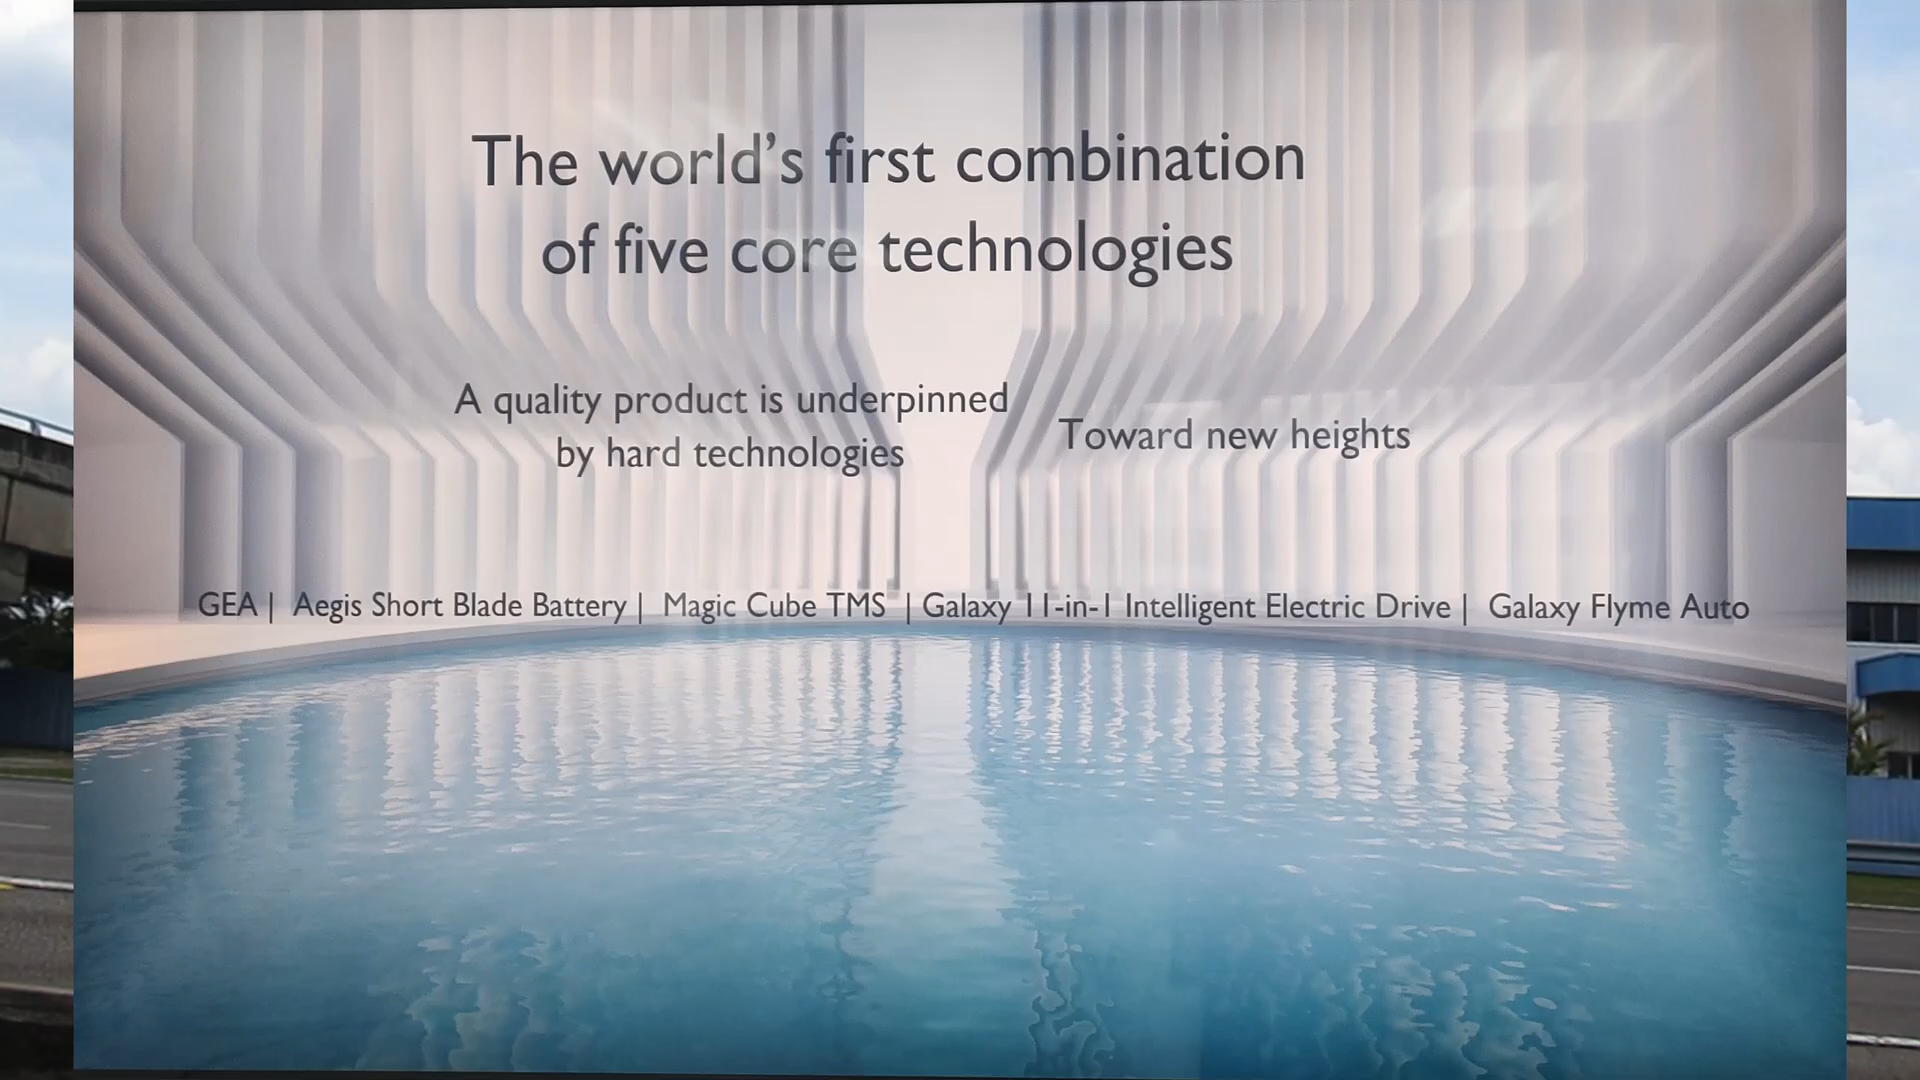 The world's first combination
of five core technologies
A quality product is underpinned
by hard technologies
Toward new heights
GEA | Aegis Short Blade Battery | Magic Cube TMS | Galaxy 11-in-1 Intelligent Electric Drive | Galaxy Flyme Auto